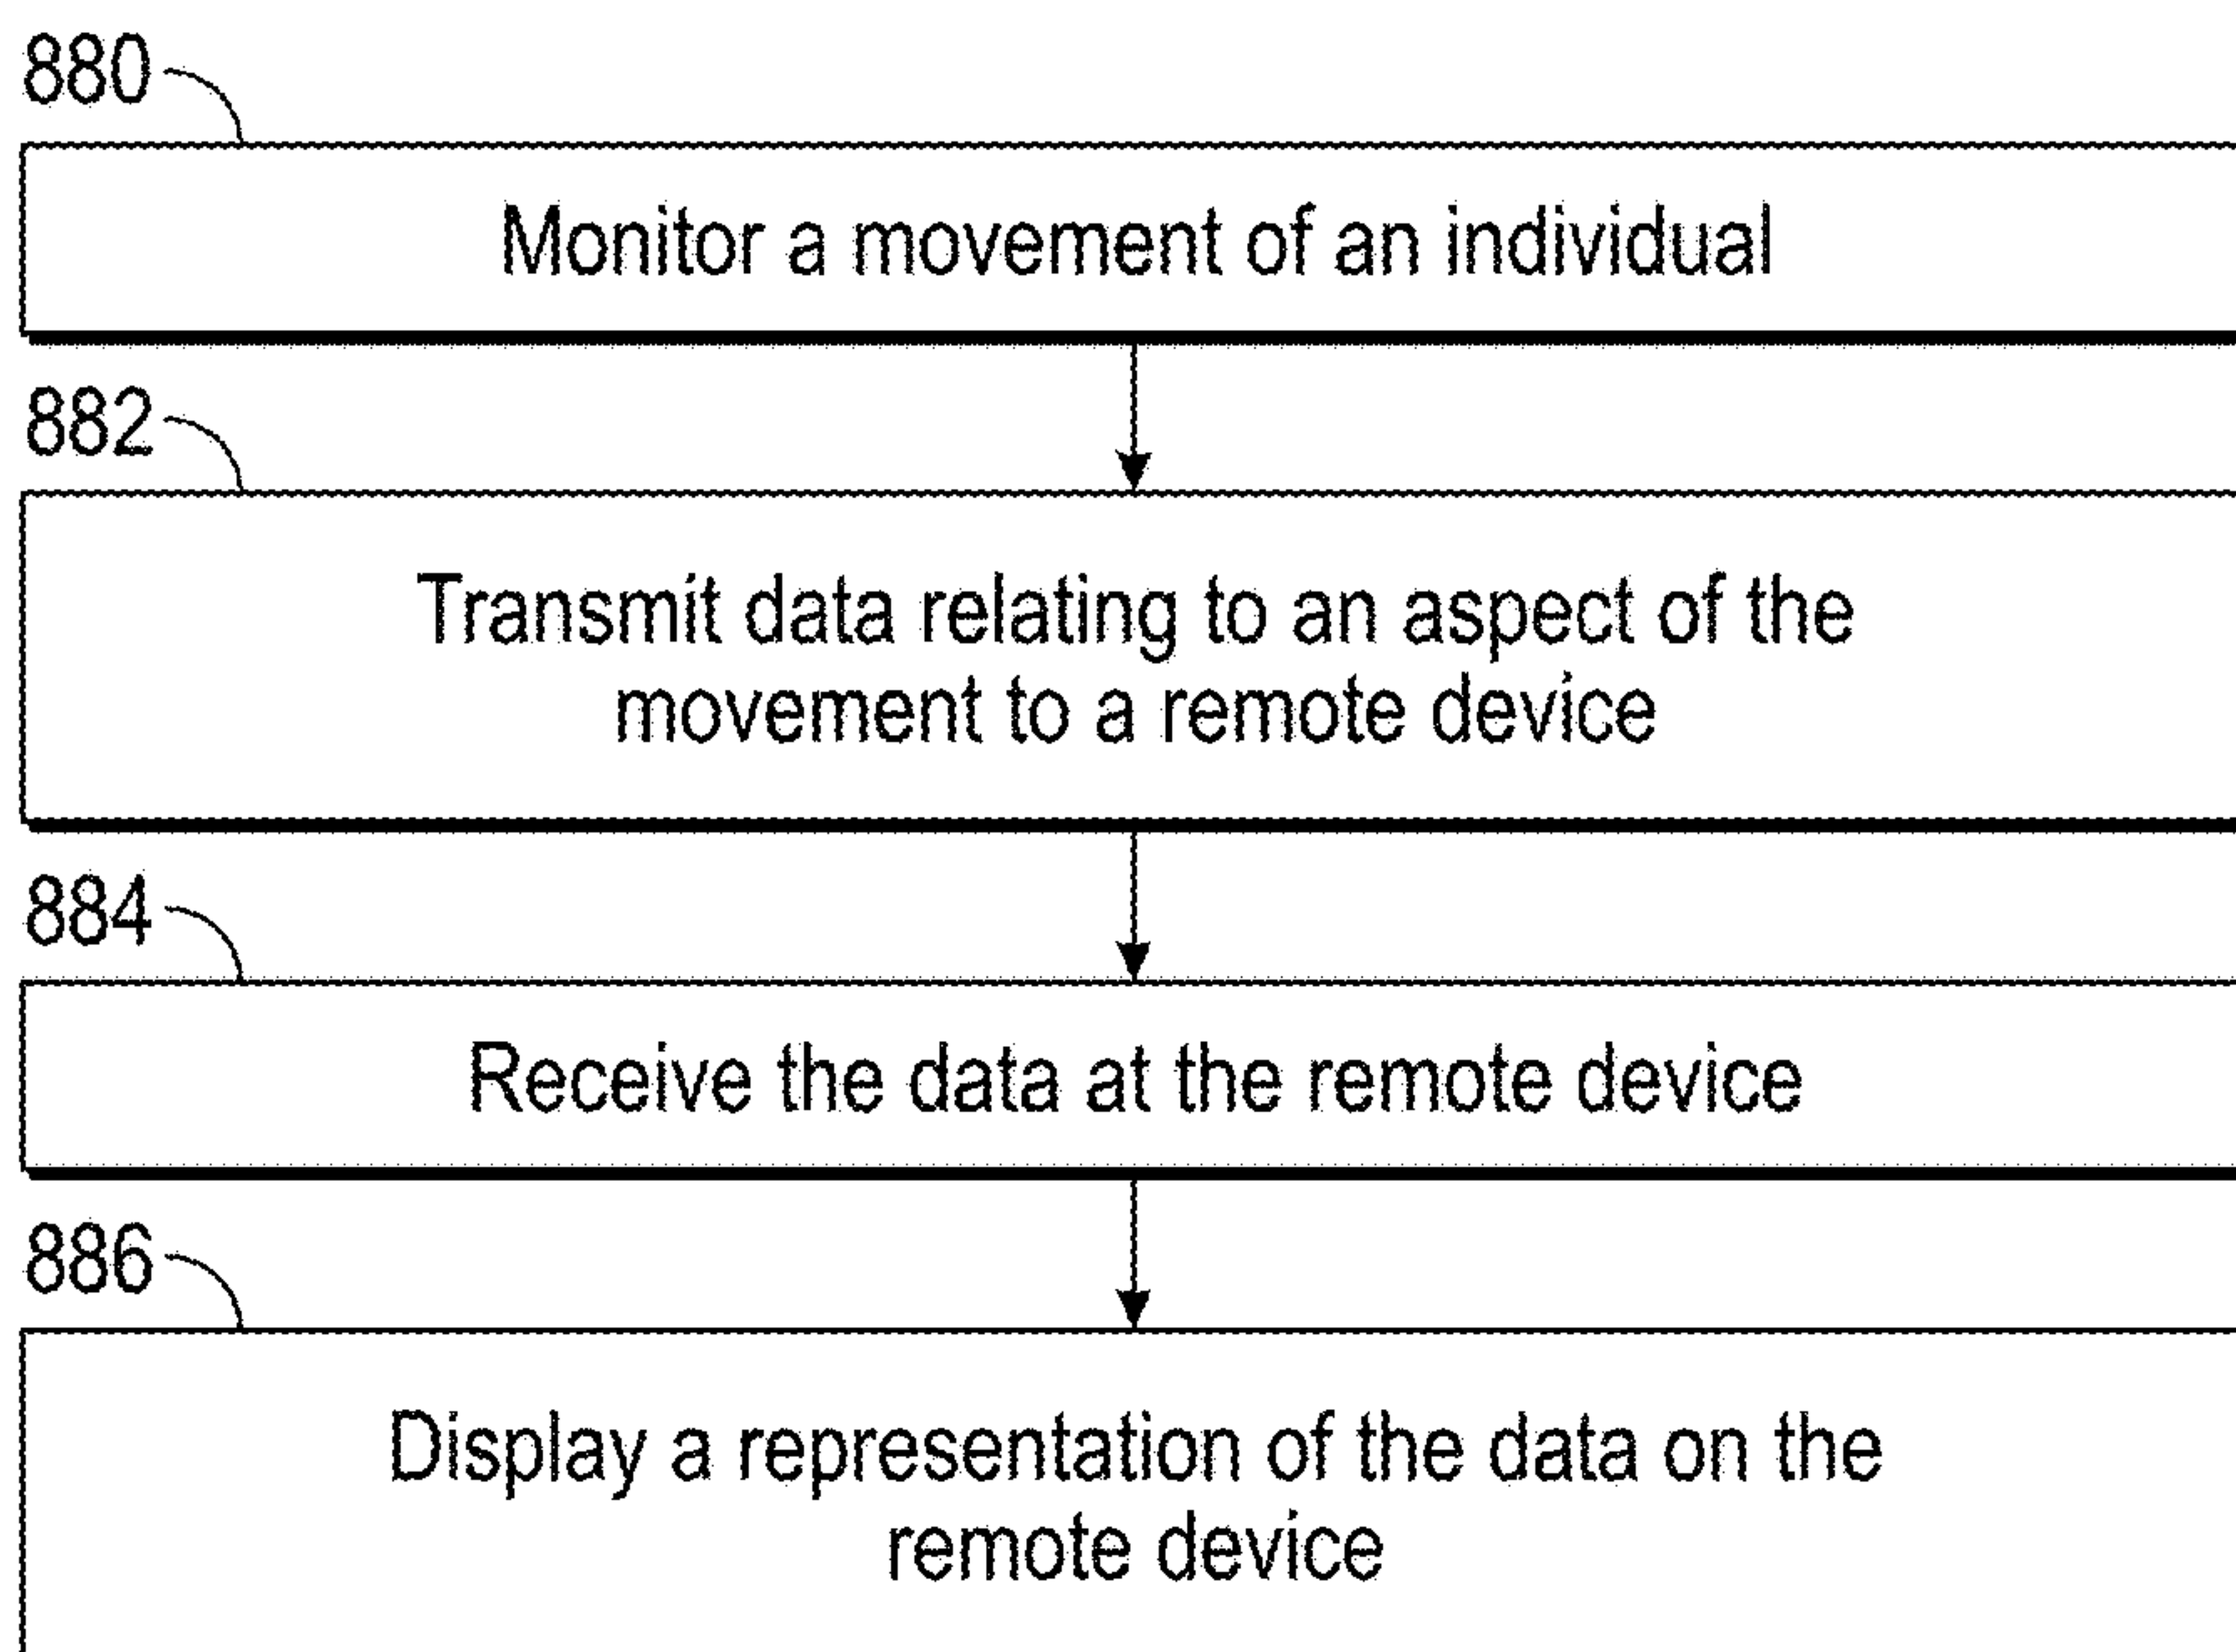 880
Monitor a movement of an individual
882
Transmit data relating to an aspect of the
movement to a remote device
884
Receive the data at the remote device
886
Display a representation of the data on the
remote device